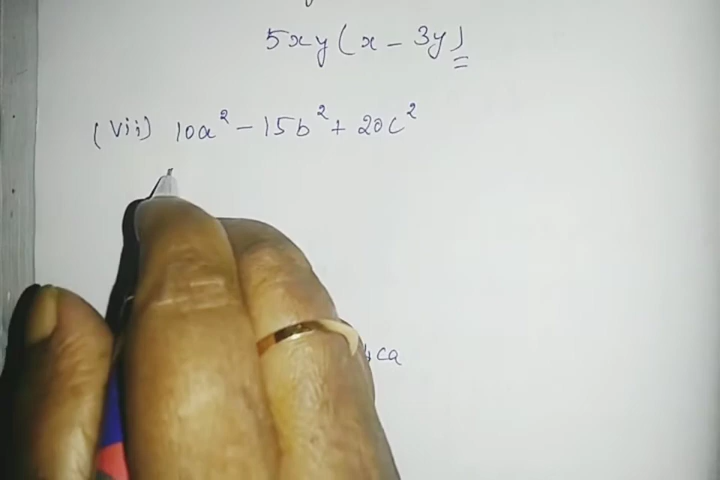 5xy(x - 3y)
(vii) 10a² - 15b² + 20c²
ca